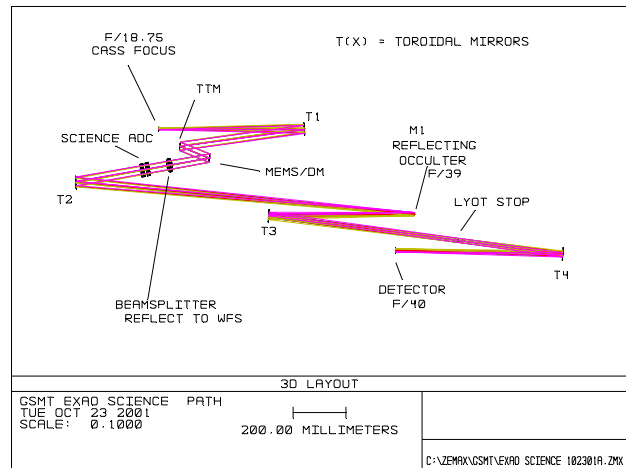 F/18.75
CASS FOCUS
T(X) = TOROIDAL MIRRORS
TTM
T1
SCIENCE ADC
M1
REFLECTING
OCCULTER
F/39
MEMS/DM
T2
LYOT STOP
T3
T4
DETECTOR
F/40
BEAMSPLITTER
REFLECT TO WFS
3D LAYOUT
GSMT EXAO SCIENCE PATH
TUE OCT 23 2001
SCALE: 0.1000
200.00 MILLIMETERS
C:\ZEMAX\GSMT\EXAO SCIENCE 102301A.ZMX